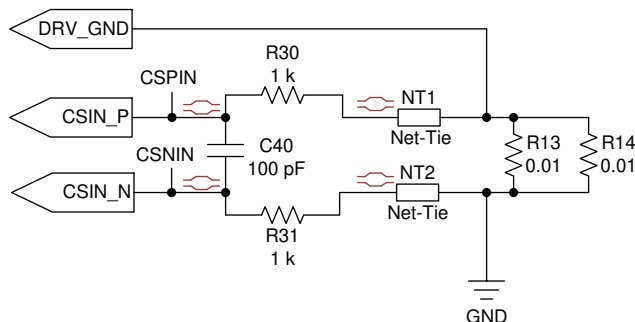 DRV_GND
R30
1 k
CSPIN
NT1
CSIN_P
Net-Tie
C40
100 pF
R13
0.01
R14
0.01
CSNIN
NT2
CSIN_N
Net-Tie
R31
1 k
GND